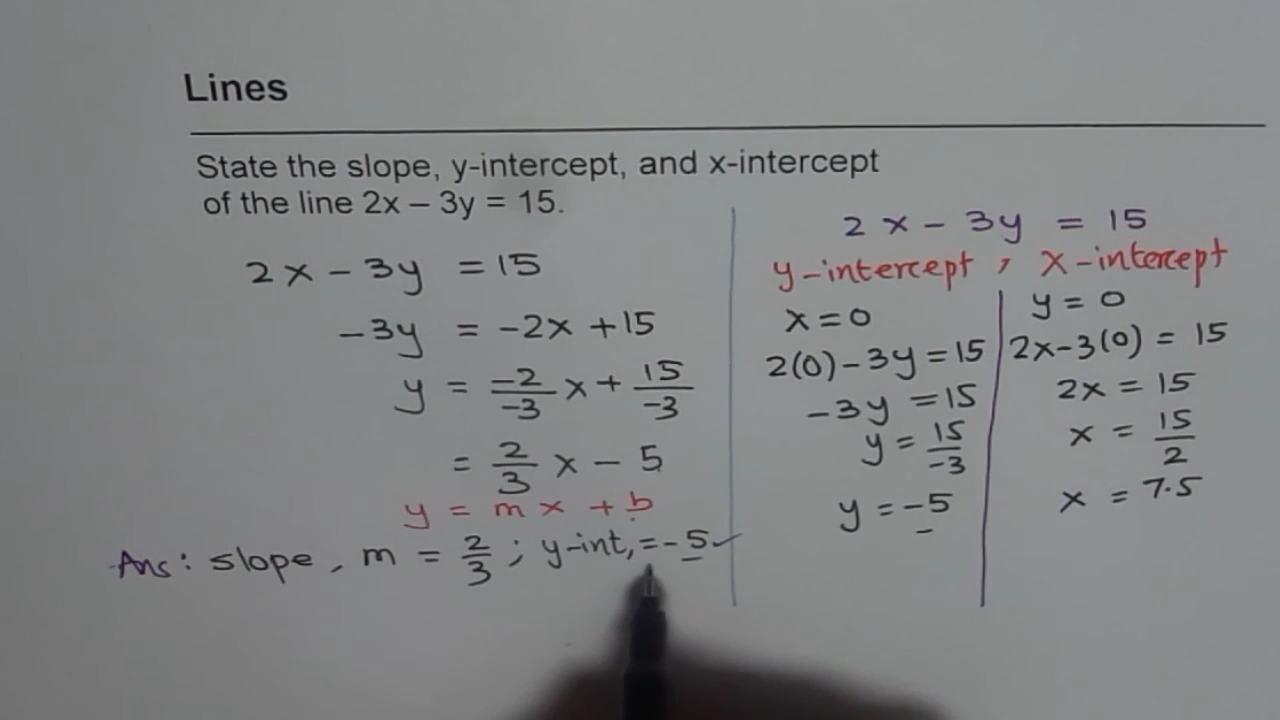 Lines
State the slope, y-intercept, and x-intercept
of the line 2x – 3y = 15.
2x - 3y = 15
-3y = -2x + 15
y = -2/-3 x + 15/-3
= 2/3 x - 5
y = mx + b
Ans: slope, m = 2/3 ; y-int, = -5 ✓
2x - 3y = 15
y-intercept , x-intercept
x = 0
2(0) - 3y = 15
-3y = 15
y = 15/-3
y = -5
y = 0
2x - 3(0) = 15
2x = 15
x = 15/2
x = 7.5